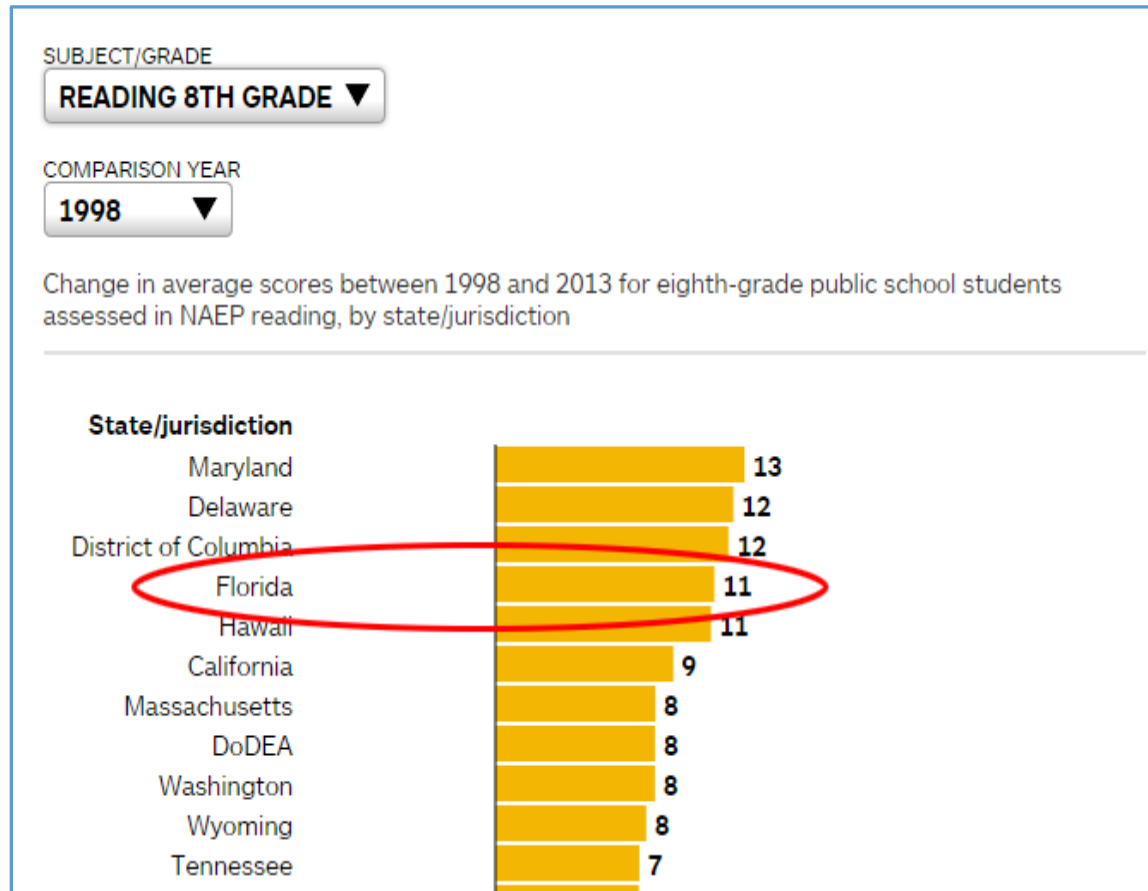 SUBJECT/GRADE
READING 8TH GRADE ▼
COMPARISON YEAR
1998 ▼
Change in average scores between 1998 and 2013 for eighth-grade public school students
assessed in NAEP reading, by state/jurisdiction
State/jurisdiction
Maryland 13
Delaware 12
District of Columbia 12
Florida 11
Hawaii 11
California 9
Massachusetts 8
DoDEA 8
Washington 8
Wyoming 8
Tennessee 7